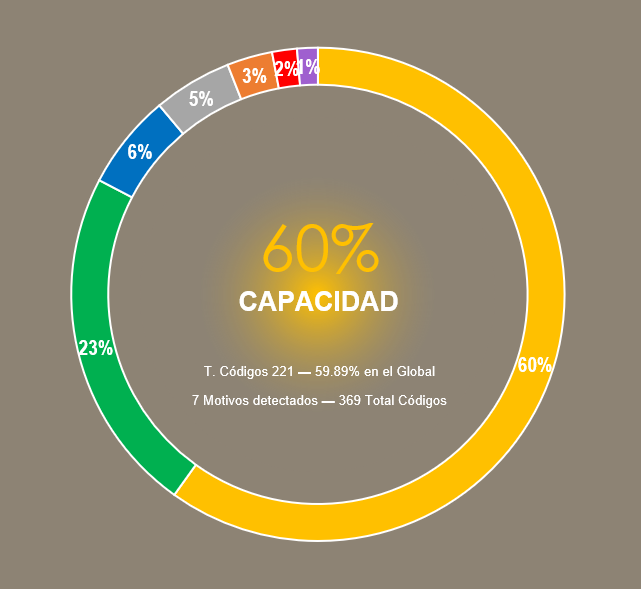 2%
1%
3%
5%
6%
60%
CAPACIDAD
23%
60%
T. Códigos 221 — 59.89% en el Global
7 Motivos detectados — 369 Total Códigos